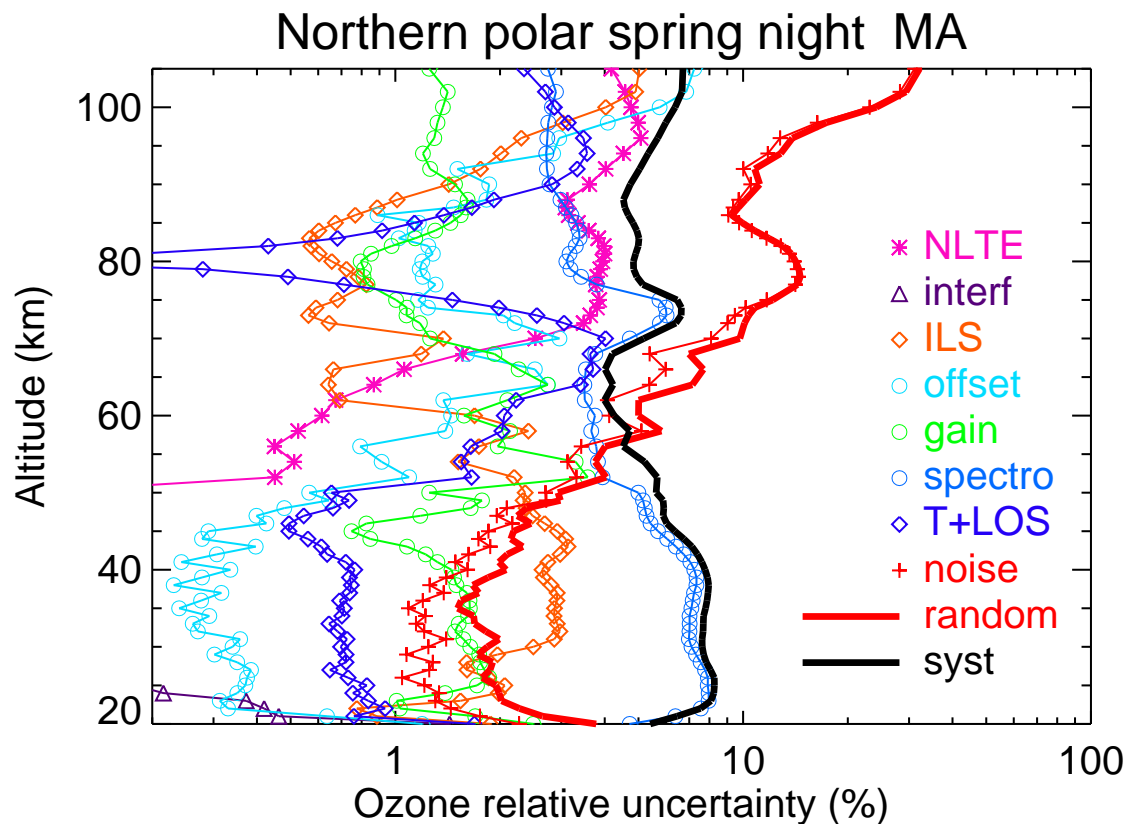 Northern polar spring night MA
100
80
60
40
20
Altitude (km)
NLTE
interf
ILS
offset
gain
spectro
T+LOS
noise
random
syst
1
10
100
Ozone relative uncertainty (%)